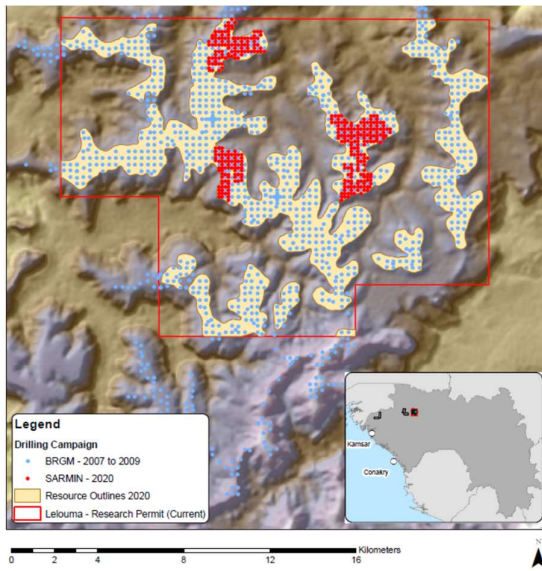 Legend
Drilling Campaign
BRGM - 2007 to 2009
SARMIN - 2020
Resource Outlines 2020
Lelouma - Research Permit (Current)
Kamsar
Conakry
Kilometers
0 2 4 8 12 16
N